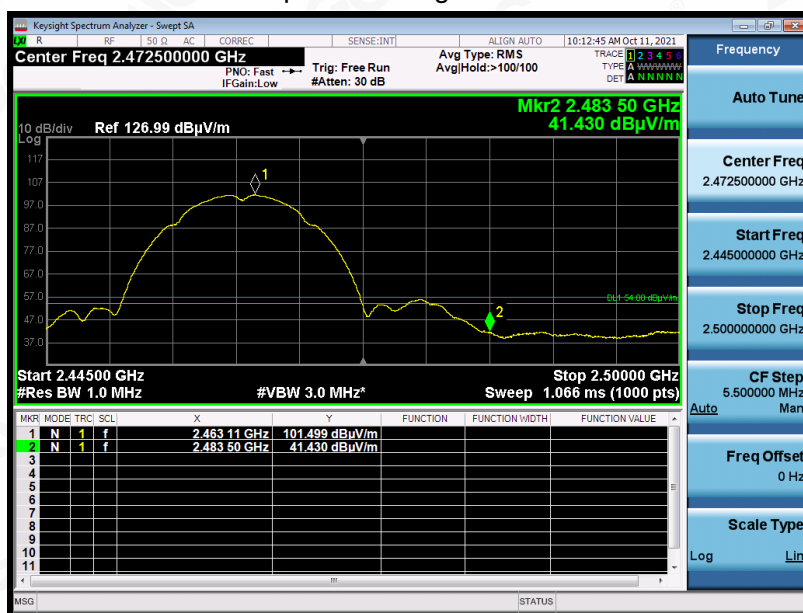 Keysight Spectrum Analyzer - Swept SA
LXI R RF 50 Ω AC CORREC SENSE:INT ALIGN AUTO 10:12:45 AM Oct 11, 2021
Center Freq 2.472500000 GHz
PNO: Fast
IFGain:Low
Trig: Free Run
#Atten: 30 dB
Avg Type: RMS
Avg|Hold:>100/100
TRACE 1 2 3 4 5 6
TYPE A WWWWW
DET A N N N N N
Mkr2 2.483 50 GHz
41.430 dBµV/m
10 dB/div Ref 126.99 dBµV/m
Log
117
107
97.0
87.0
77.0
67.0
57.0
47.0
37.0
1
2
DL1 54.00 dBµV/m
Start 2.44500 GHz Stop 2.50000 GHz
#Res BW 1.0 MHz #VBW 3.0 MHz* Sweep 1.066 ms (1000 pts)
MKR MODE TRC SCL X Y FUNCTION FUNCTION WIDTH FUNCTION VALUE
1 N 1 f 2.463 11 GHz 101.499 dBµV/m
2 N 1 f 2.483 50 GHz 41.430 dBµV/m
3
4
5
6
7
8
9
10
11
MSG STATUS
Frequency
Auto Tune
Center Freq
2.472500000 GHz
Start Freq
2.445000000 GHz
Stop Freq
2.500000000 GHz
CF Step
5.500000 MHz
Auto Man
Freq Offset
0 Hz
Scale Type
Log Lin